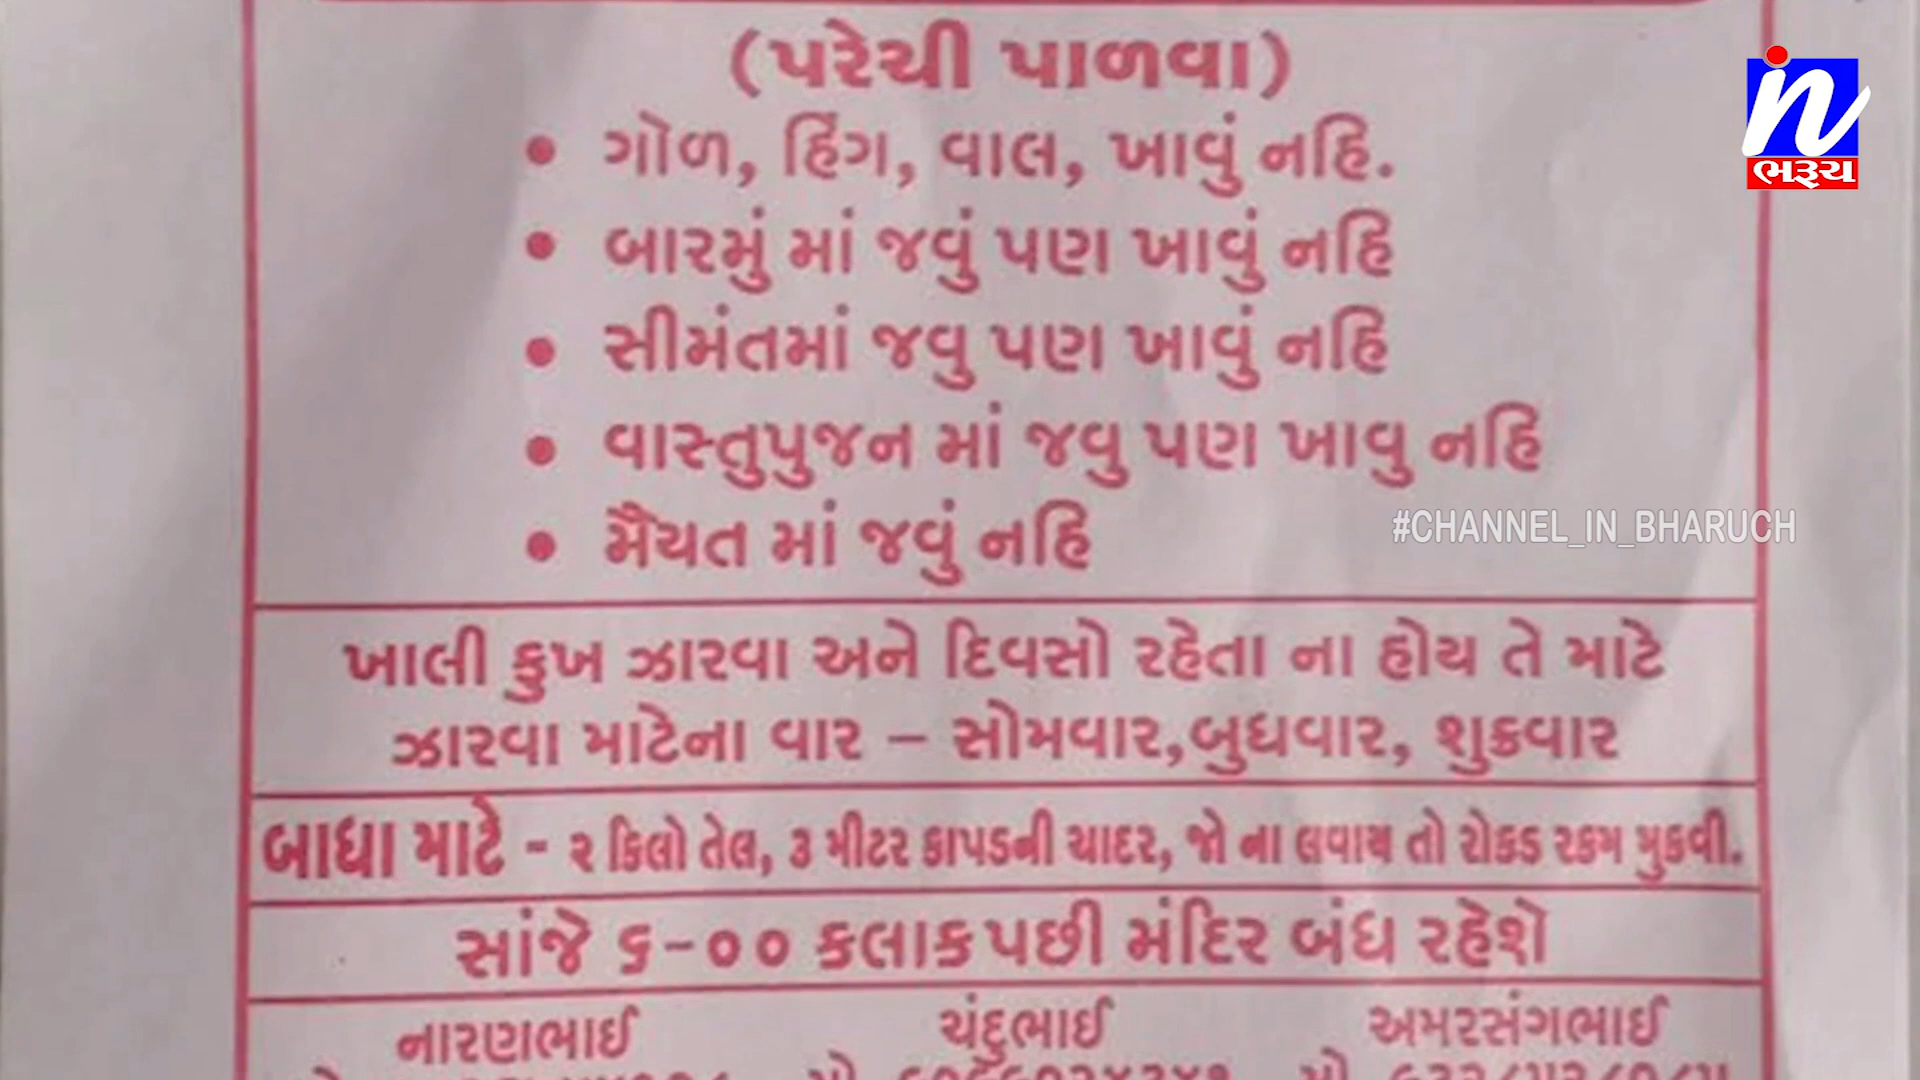 (પરેચી પાળવા)
• ગોળ, હિંગ, વાલ, ખાવું નહિ.
ભરૂચ
• બારમું માં જવું પણ ખાવું નહિ
• સીમંતમાં જવુ પણ ખાવું નહિ
• વાસ્તુપુજન માં જવુ પણ ખાવુ નહિ
• મૈયત માં જવું નહિ
#CHANNEL_IN_BHARUCH
ખાલી કુખ ઝારવા અને દિવસો રહેતા ના હોય તે માટે
ઝારવા માટેના વાર – સોમવાર,બુધવાર, શુક્રવાર
બાધા માટે - ૨ કિલો તેલ, ૩ મીટર કાપડની ચાદર, જો ના લવાય તો રોકડ રકમ મુકવી.
સાંજે ૬-૦૦ કલાક પછી મંદિર બંધ રહેશે
નારણભાઈ ચંદુભાઈ અમરસંગભાઈ